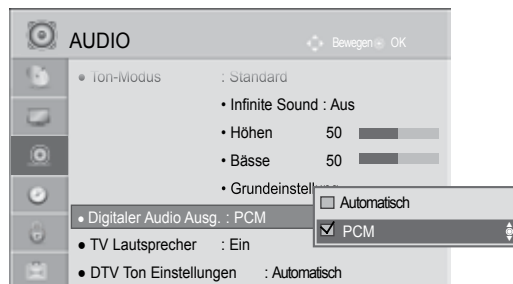 AUDIO
Bewegen OK
• Ton-Modus : Standard
• Infinite Sound : Aus
• Höhen 50
• Bässe 50
• Grundeinstellung
Automatisch
• Digitaler Audio Ausg. : PCM
PCM
• TV Lautsprecher : Ein
• DTV Ton Einstellungen : Automatisch